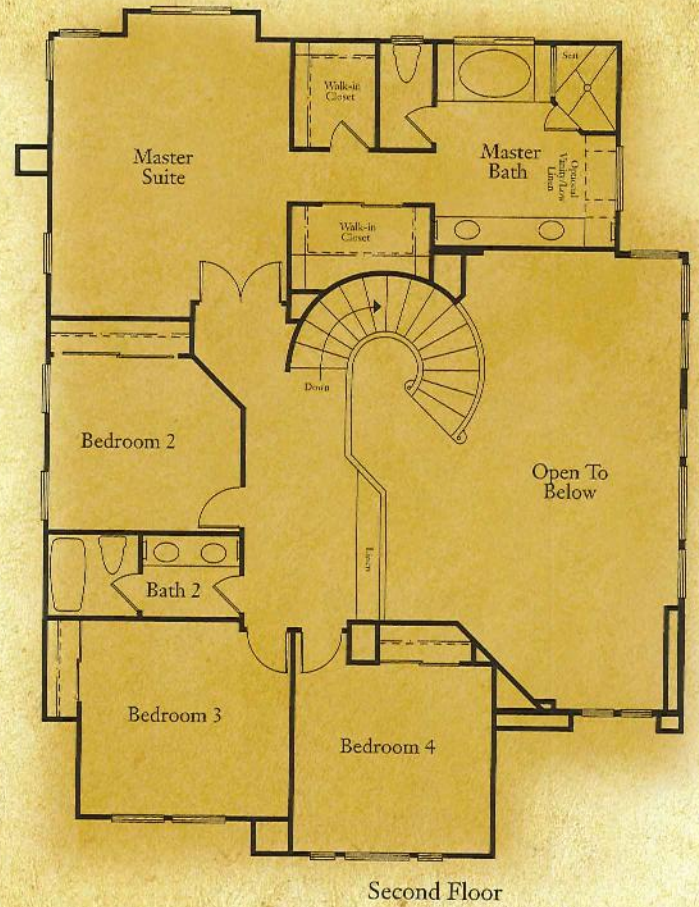 Walk-in
Closet
Seat
Master
Suite
Master
Bath
Optional
Vanity/Low
Linen
Walk-in
Closet
Down
Bedroom 2
Open To
Below
Linen
Bath 2
Bedroom 3
Bedroom 4
Second Floor